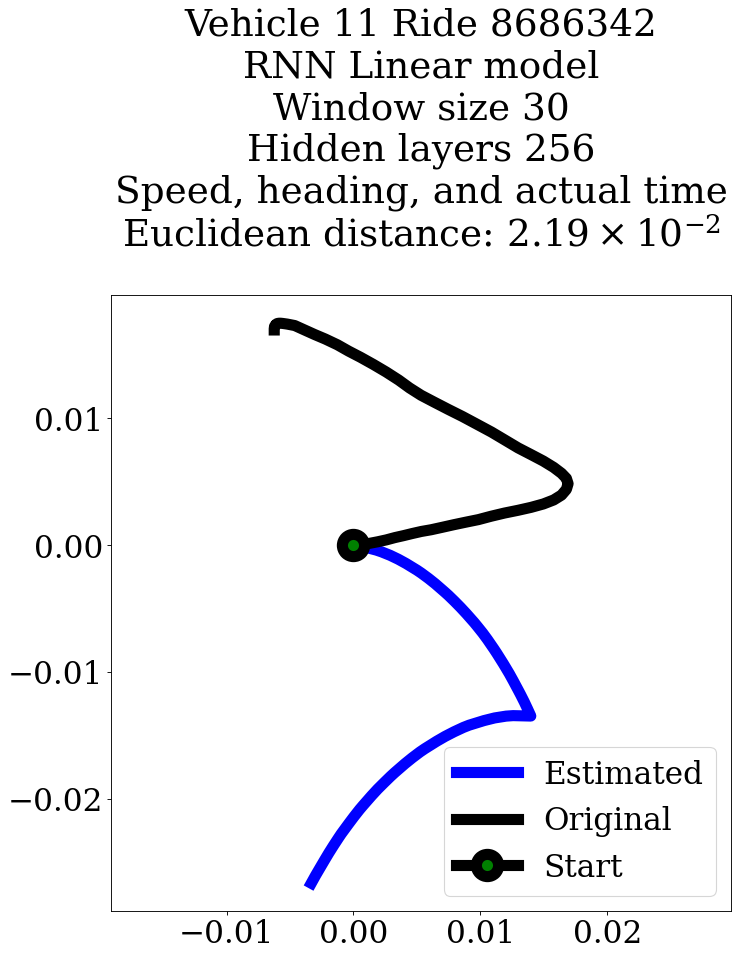 Vehicle 11 Ride 8686342
RNN Linear model
Window size 30
Hidden layers 256
Speed, heading, and actual time
Euclidean distance: 2.19 × 10⁻²
0.01
0.00
−0.01
−0.02
Estimated
Original
Start
−0.01 0.00 0.01 0.02